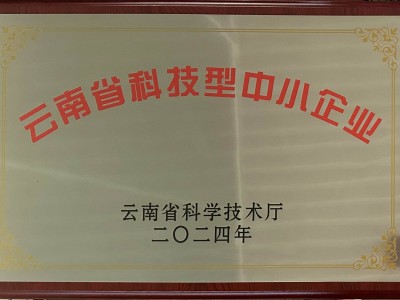 云南省科技型中小企业
云南省科学技术厅
二〇二四年